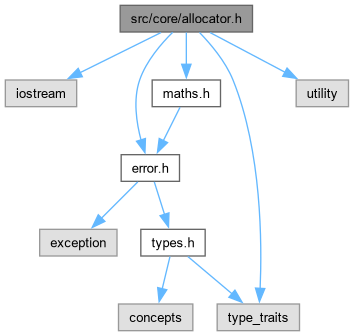 src/core/allocator.h
iostream
maths.h
utility
error.h
exception
types.h
concepts
type_traits